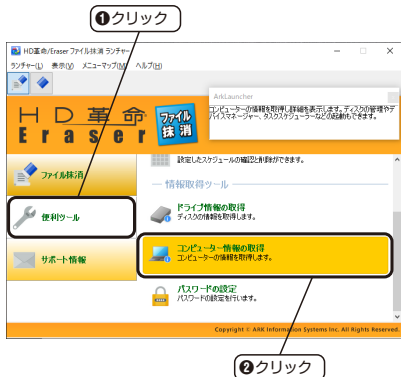 ❶クリック
HD革命/Eraser ファイル抹消 ランチャー
ランチャー(L) 表示(V) メニューマップ(M) ヘルプ(H)
ArkLauncher
コンピューターの情報を取得し詳細を表示します。ディスクの管理やデバイスマネージャー、タスクスケジューラーなどの起動もできます。
HD革命
Eraser
ファイル
抹消
設定したスケジュールの確認と削除ができます。
ファイル抹消
情報取得ツール
ドライブ情報の取得
ディスクの情報を取得します。
便利ツール
コンピューター情報の取得
コンピューターの情報を取得します。
サポート情報
パスワードの設定
パスワードの設定を行います。
Copyright © ARK Information Systems Inc. All Rights Reserved.
❷クリック